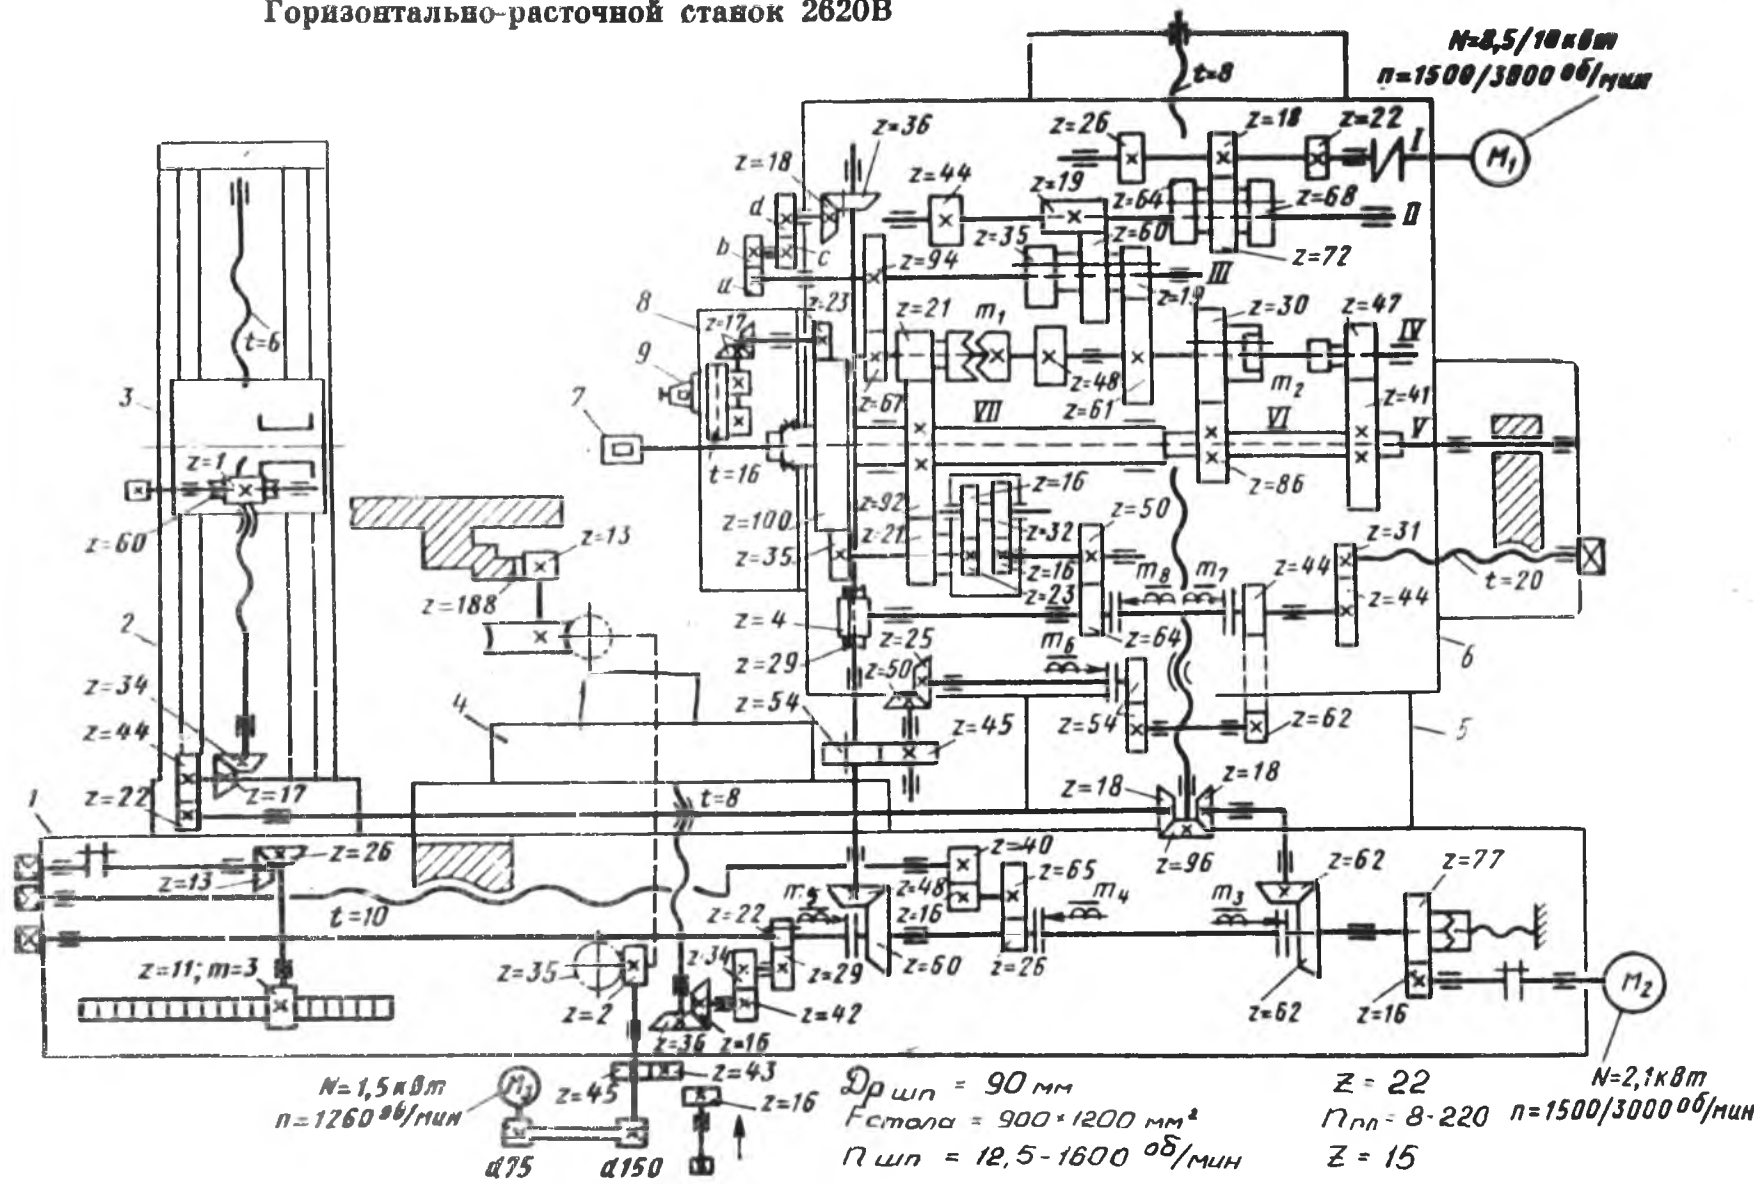 Горизонтально-расточной станок 2620В
N=8,5/10 кВт
n=1500/3000 об/мин
t=8
z=36
z=26
z=18
z=22
I
M₁
z=18
z=44
z=19
z=64
z=68
II
d
b
c
a
z=94
z=35
z=60
z=72
III
z=19
8
z=17
z=23
z=21
m₁
z=30
z=47
IV
t=6
9
z=48
m₂
3
7
z=67
VII
z=61
VI
z=41
V
z=1
t=16
z=92
z=16
z=86
z=60
z=13
z=100
z=21
z=32
z=50
z=31
z=35
z=16
m₈
m₇
z=44
t=20
z=188
z=23
2
z=4
z=25
z=64
z=44
m₆
6
z=29
z=50
z=34
4
z=54
z=45
z=54
z=62
5
z=44
z=18
z=18
1
z=22
z=17
t=8
z=96
z=26
z=40
z=62
z=77
z=13
z=65
m₅
z=48
m₄
m₃
t=10
z=22
z=16
z=11; m=3
z=35
z=34
z=29
z=60
z=26
M₂
z=2
z=42
z=62
z=16
z=36
z=16
N=1,5 кВт
M₃
z=45
z=43
Dр шп = 90 мм
Z = 22
N=2,1 кВт
n=1260 об/мин
z=16
Fстола = 900×1200 мм²
nпл = 8-220
n=1500/3000 об/мин
d75
d150
n шп = 12,5-1600 об/мин
Z = 15